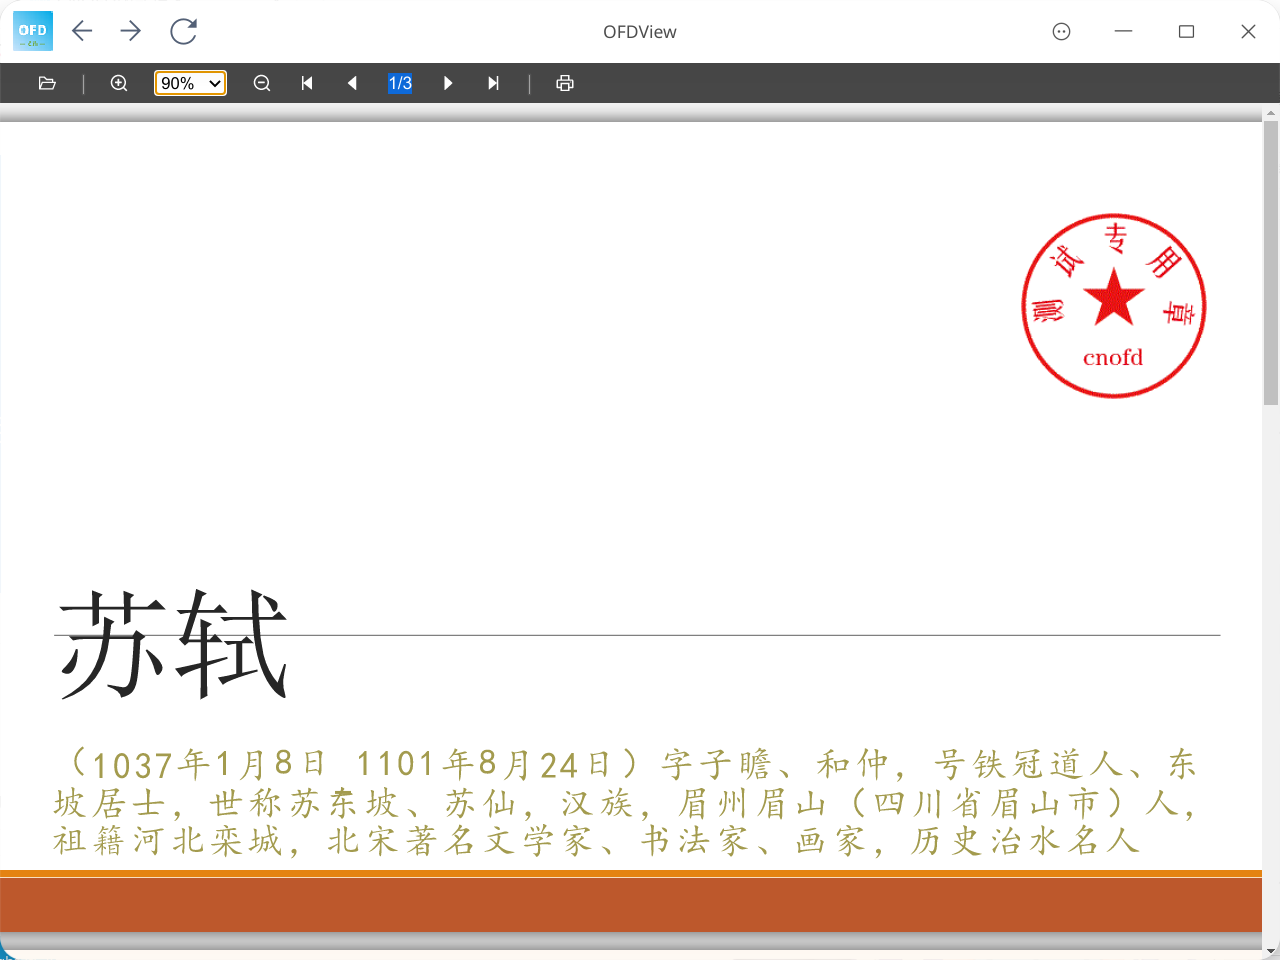 OFD
OFDView
90%
1/3
测试专用章
cnofd
苏轼
（1037年1月8日 1101年8月24日）字子瞻、和仲，号铁冠道人、东
坡居士，世称苏东坡、苏仙，汉族，眉州眉山（四川省眉山市）人，
祖籍河北栾城，北宋著名文学家、书法家、画家，历史治水名人